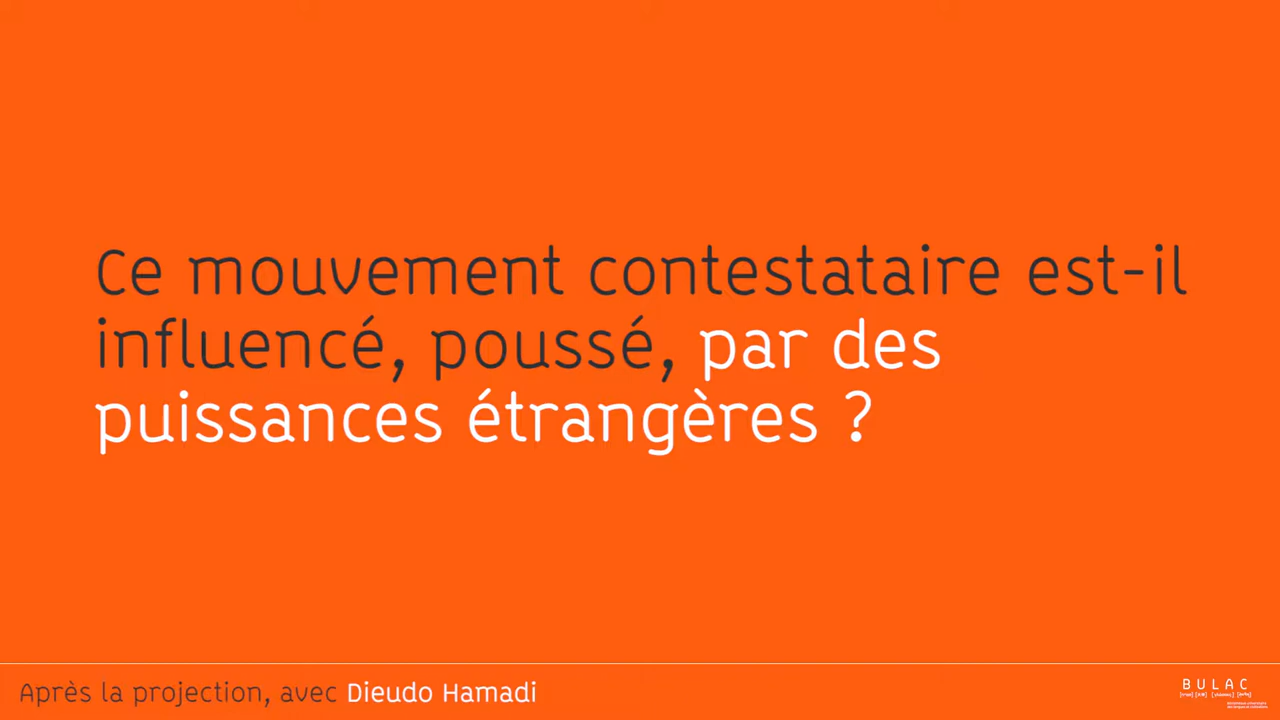 Ce mouvement contestataire est-il
influencé, poussé, par des
puissances étrangères ?
Après la projection, avec Dieudo Hamadi
BULAC